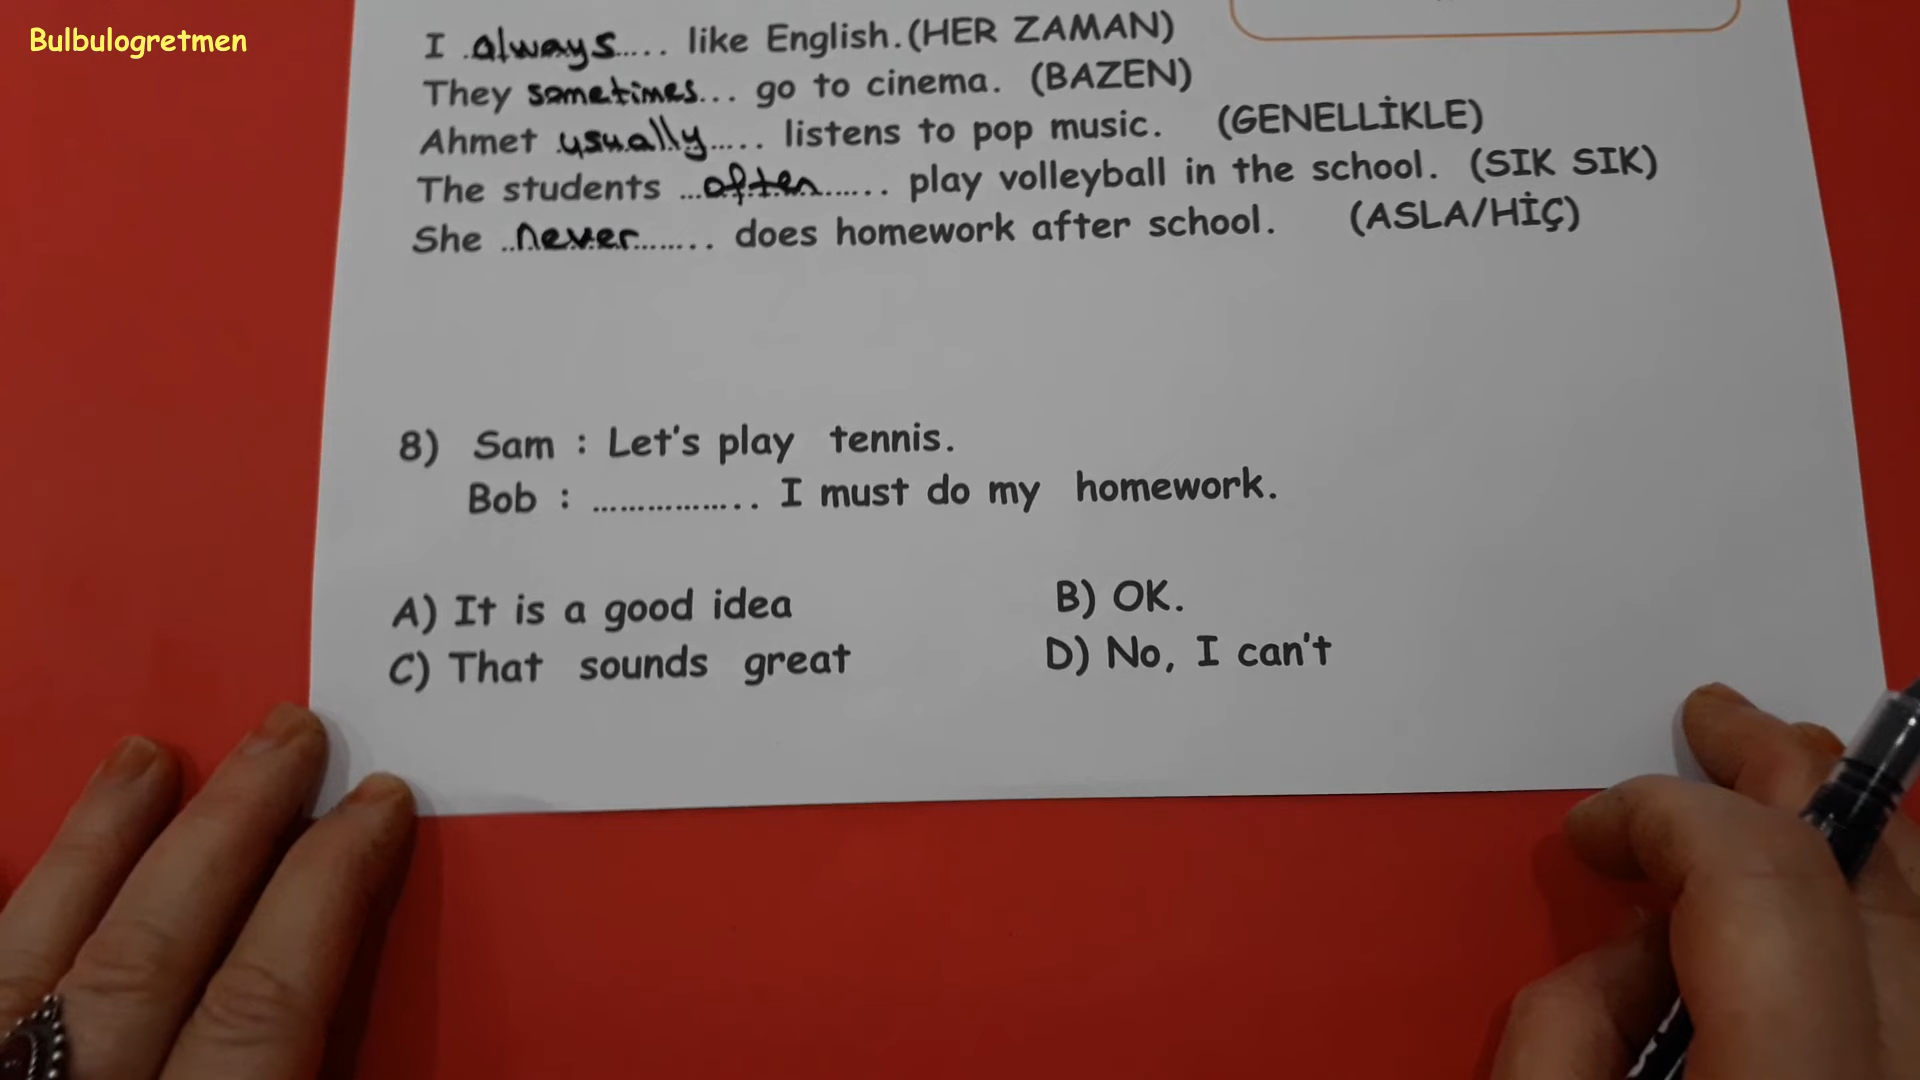 Bulbulogretmen
I always..... like English.(HER ZAMAN)
They sometimes... go to cinema. (BAZEN)
Ahmet usually..... listens to pop music. (GENELLİKLE)
The students ...often...... play volleyball in the school. (SIK SIK)
She ..never....... does homework after school. (ASLA/HİÇ)
8) Sam : Let's play tennis.
Bob : ................. I must do my homework.
A) It is a good idea
B) OK.
C) That sounds great
D) No, I can't